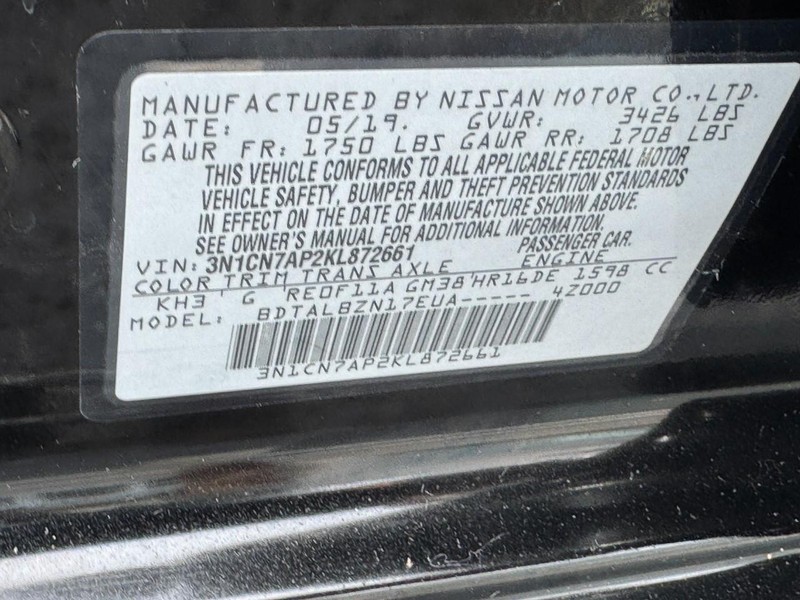 MANUFACTURED BY NISSAN MOTOR CO.,LTD.
DATE: 05/19. GVWR: 3426 LBS
GAWR FR: 1750 LBS GAWR RR: 1708 LBS
THIS VEHICLE CONFORMS TO ALL APPLICABLE FEDERAL MOTOR
VEHICLE SAFETY, BUMPER AND THEFT PREVENTION STANDARDS
IN EFFECT ON THE DATE OF MANUFACTURE SHOWN ABOVE.
SEE OWNER'S MANUAL FOR ADDITIONAL INFORMATION.
VIN: 3N1CN7AP2KL872661 PASSENGER CAR.
COLOR TRIM TRANS AXLE ENGINE
KH3 G RE0F11A GM38 HR16DE 1598 CC
MODEL: BDTALBZN17EUA----- 4Z000
3N1CN7AP2KL872661